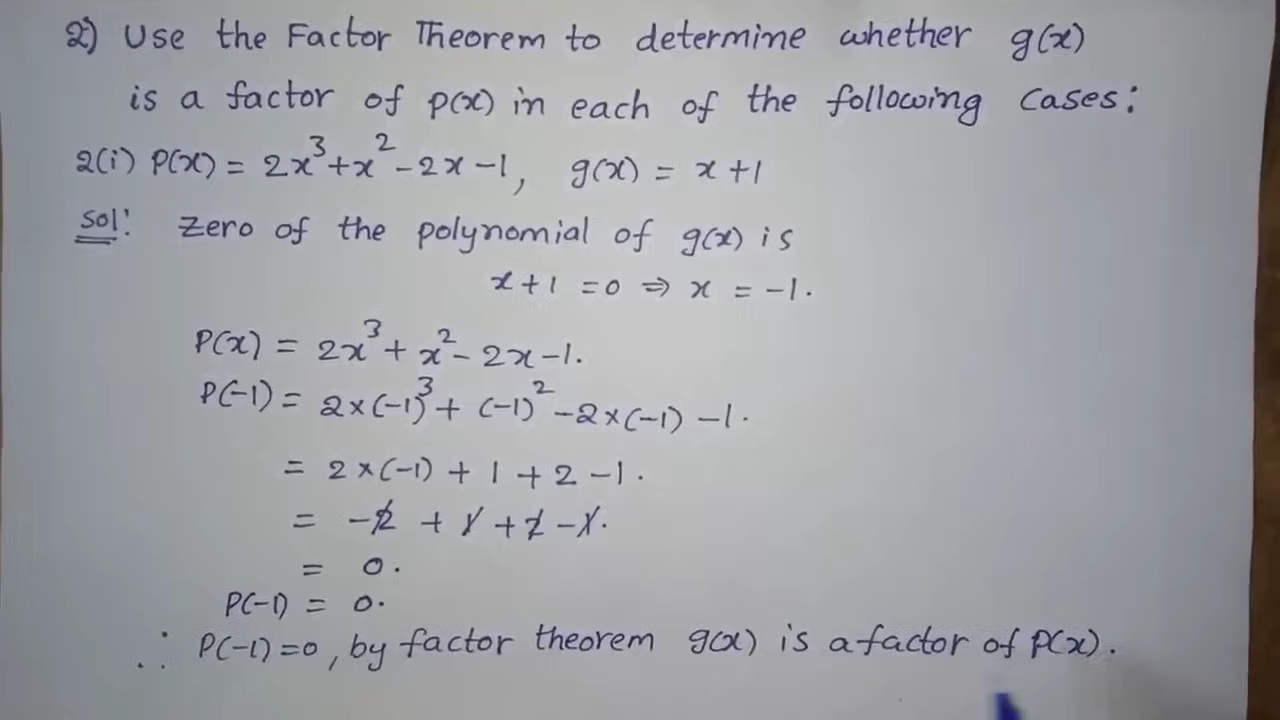 2) Use the Factor Theorem to determine whether g(x)
is a factor of p(x) in each of the following cases:
2(i) P(x) = 2x³+x²-2x-1, g(x) = x+1
Sol: Zero of the polynomial of g(x) is
x+1 =0 ⇒ x = -1.
P(x) = 2x³+ x²- 2x-1.
P(-1) = 2×(-1)³+ (-1)² -2×(-1) -1.
= 2×(-1) + 1 + 2 -1.
= -2 + 1 + 2 - 1.
= 0.
P(-1) = 0.
∴ P(-1)=0, by factor theorem g(x) is a factor of P(x).